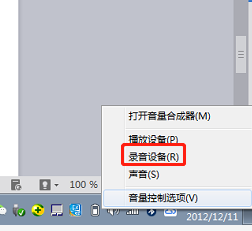 打开音量合成器(M)
播放设备(P)
录音设备(R)
声音(S)
100 %
音量控制选项(V)
2012/12/11